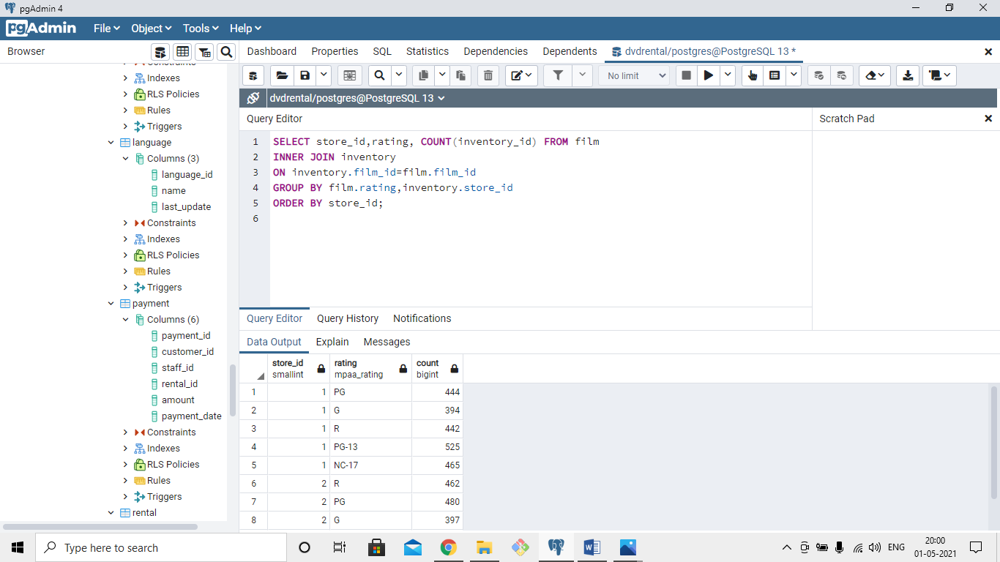 pgAdmin 4
pgAdmin File Object Tools Help
Browser
Dashboard Properties SQL Statistics Dependencies Dependents dvdrental/postgres@PostgreSQL 13 *
No limit
dvdrental/postgres@PostgreSQL 13
Query Editor
Scratch Pad
Constraints
Indexes
RLS Policies
Rules
Triggers
language
Columns (3)
language_id
name
last_update
Constraints
Indexes
RLS Policies
Rules
Triggers
payment
Columns (6)
payment_id
customer_id
staff_id
rental_id
amount
payment_date
Constraints
Indexes
RLS Policies
Rules
Triggers
rental
1 SELECT store_id,rating, COUNT(inventory_id) FROM film
2 INNER JOIN inventory
3 ON inventory.film_id=film.film_id
4 GROUP BY film.rating,inventory.store_id
5 ORDER BY store_id;
6
Query Editor Query History Notifications
Data Output Explain Messages
store_id rating count
smallint mpaa_rating bigint
1 1 PG 444
2 1 G 394
3 1 R 442
4 1 PG-13 525
5 1 NC-17 465
6 2 R 462
7 2 PG 480
8 2 G 397
Type here to search
ENG
20:00
01-05-2021